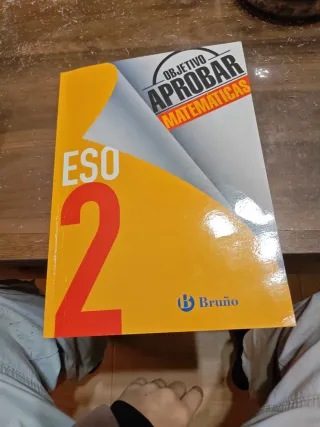 OBJETIVO
APROBAR
MATEMÁTICAS
ESO
2
B Bruño